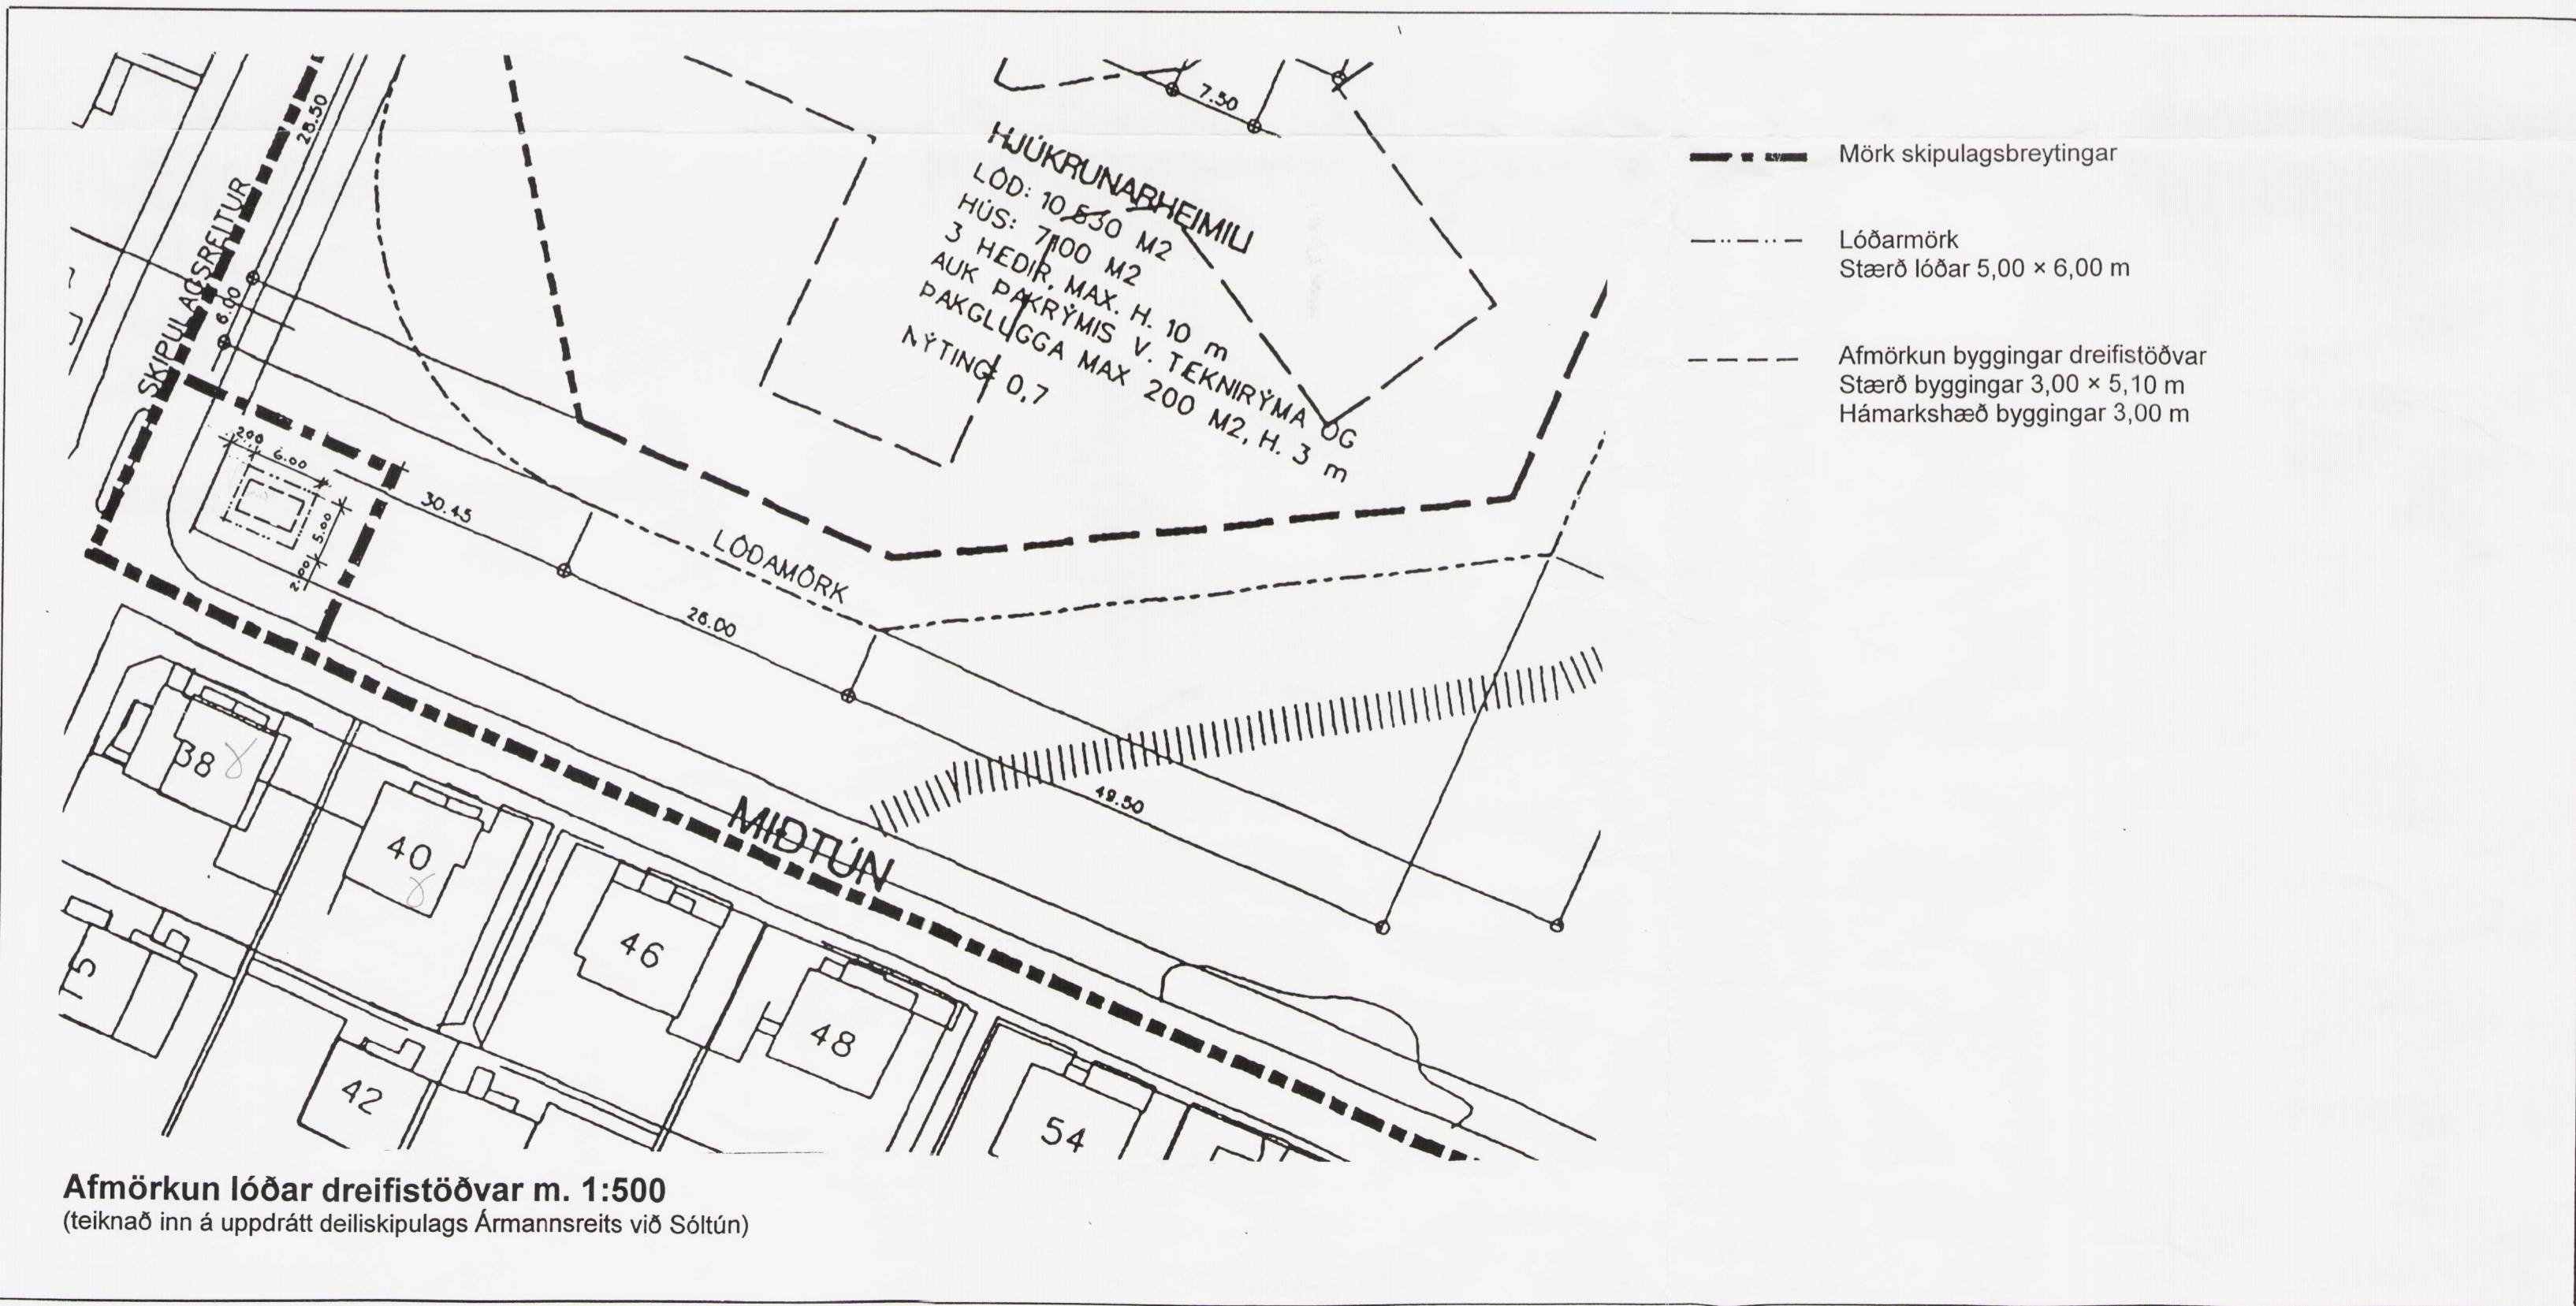 28.50
SKIPULAGSREITUR
6.00
7.50
HJÚKRUNARHEIMILI
LÓÐ: 10 530 M2
HÚS: 7100 M2
3 HEÐIR, MAX. H. 10 m
AUK ÞAKRÝMIS V. TÆKNIRÝMA OG
ÞAKGLUGGA MAX 200 M2, H. 3 m
NÝTING 0,7
2.00
6.00
5.00
2.00
30.45
LÓÐAMÖRK
26.00
49.50
MIÐTÚN
38
40
46
48
15
42
54
Mörk skipulagsbreytingar
Lóðarmörk
Stærð lóðar 5,00 × 6,00 m
Afmörkun byggingar dreifistöðvar
Stærð byggingar 3,00 × 5,10 m
Hámarkshæð byggingar 3,00 m
Afmörkun lóðar dreifistöðvar m. 1:500
(teiknað inn á uppdrátt deiliskipulags Ármannsreits við Sóltún)